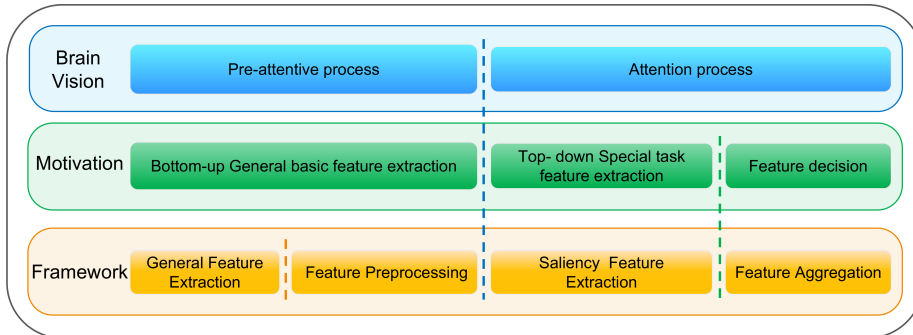 Brain
Vision
Pre-attentive process
Attention process
Motivation
Bottom-up General basic feature extraction
Top- down Special task
feature extraction
Feature decision
Framework
General Feature
Extraction
Feature Preprocessing
Saliency Feature
Extraction
Feature Aggregation